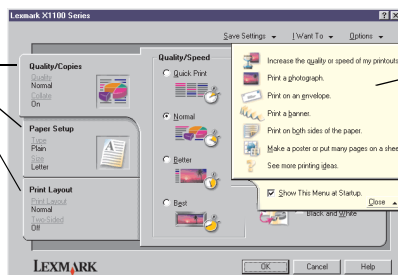 Lexmark X1100 Series
Save Settings
I Want To
Options
Quality/Copies
Quality
Normal
Collate
On
Paper Setup
Type
Plain
Size
Letter
Print Layout
Print Layout
Normal
Two-Sided
Off
Quality/Speed
Quick Print
Normal
Better
Best
Increase the quality or speed of my printouts
Print a photograph.
Print on an envelope.
Print a banner.
Print on both sides of the paper.
Make a poster or put many pages on a shee
See more printing ideas.
Show This Menu at Startup.
Close
Black and White
LEXMARK
OK
Cancel
Help